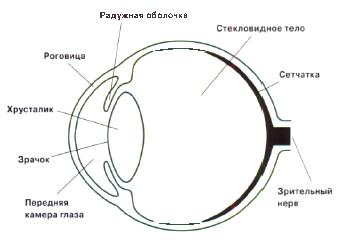 Радужная оболочка
Стекловидное тело
Роговица
Сетчатка
Хрусталик
Зрачок
Передняя
камера глаза
Зрительный
нерв